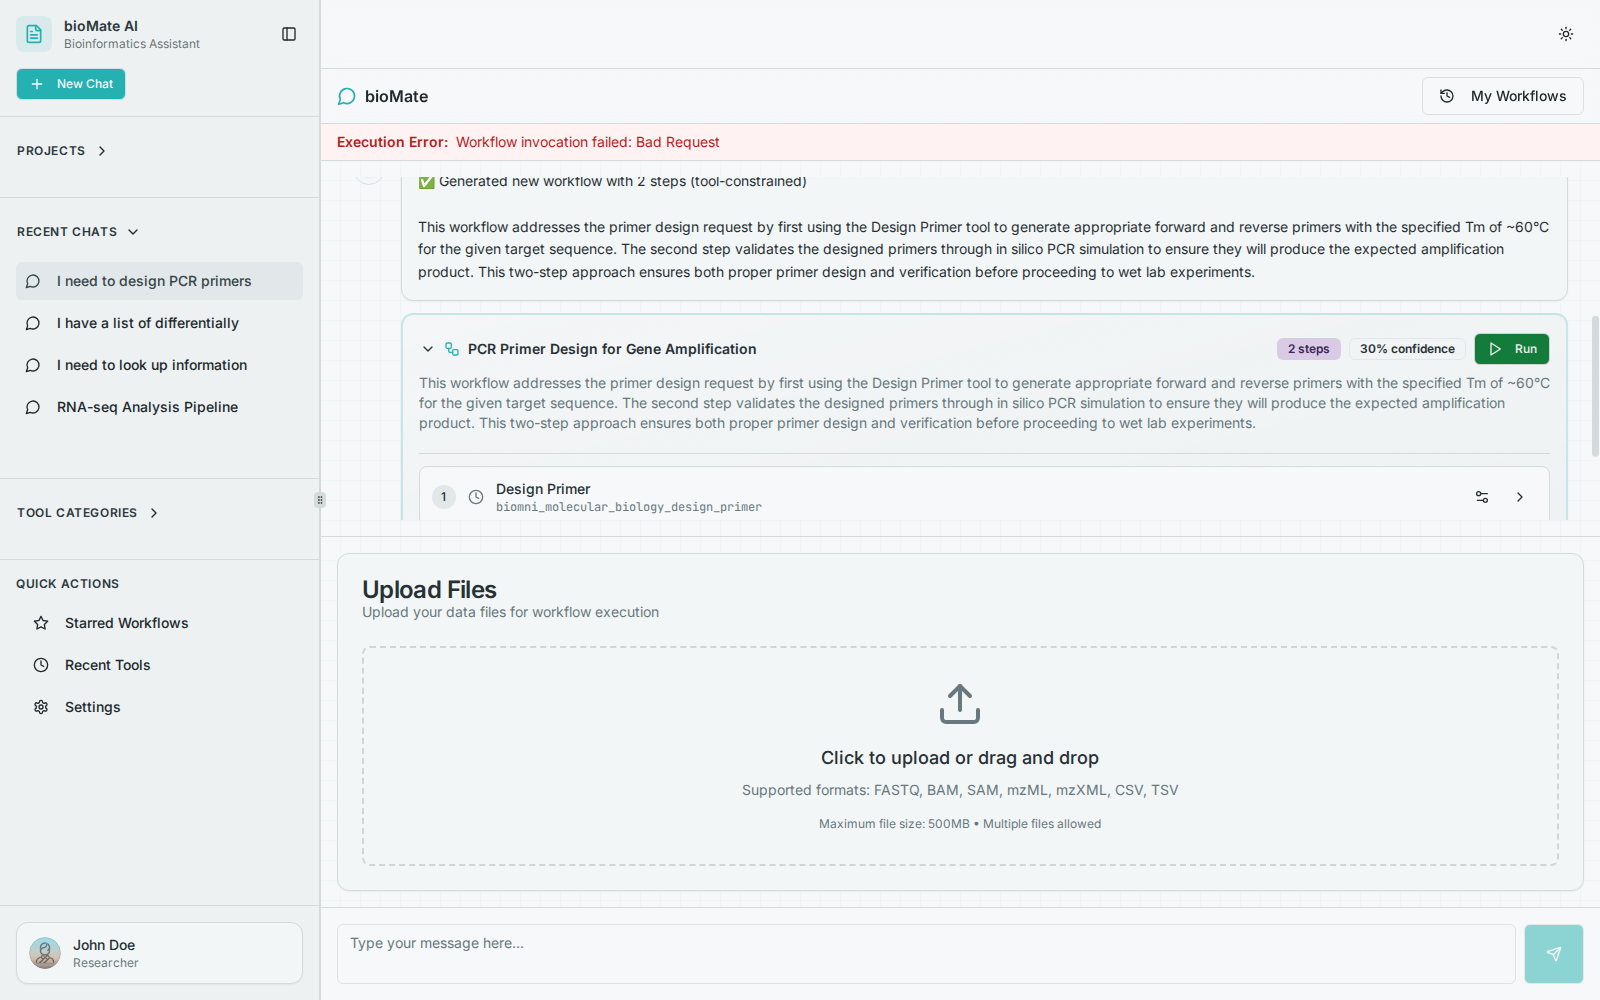 bioMate AI
Bioinformatics Assistant
New Chat
PROJECTS
RECENT CHATS
I need to design PCR primers
I have a list of differentially
I need to look up information
RNA-seq Analysis Pipeline
TOOL CATEGORIES
QUICK ACTIONS
Starred Workflows
Recent Tools
Settings
John Doe
Researcher
bioMate
My Workflows
Execution Error: Workflow invocation failed: Bad Request
✅ Generated new workflow with 2 steps (tool-constrained)
This workflow addresses the primer design request by first using the Design Primer tool to generate appropriate forward and reverse primers with the specified Tm of ~60°C
for the given target sequence. The second step validates the designed primers through in silico PCR simulation to ensure they will produce the expected amplification
product. This two-step approach ensures both proper primer design and verification before proceeding to wet lab experiments.
PCR Primer Design for Gene Amplification
2 steps
30% confidence
Run
This workflow addresses the primer design request by first using the Design Primer tool to generate appropriate forward and reverse primers with the specified Tm of ~60°C
for the given target sequence. The second step validates the designed primers through in silico PCR simulation to ensure they will produce the expected amplification
product. This two-step approach ensures both proper primer design and verification before proceeding to wet lab experiments.
1
Design Primer
biomni_molecular_biology_design_primer
Upload Files
Upload your data files for workflow execution
Click to upload or drag and drop
Supported formats: FASTQ, BAM, SAM, mzML, mzXML, CSV, TSV
Maximum file size: 500MB • Multiple files allowed
Type your message here...